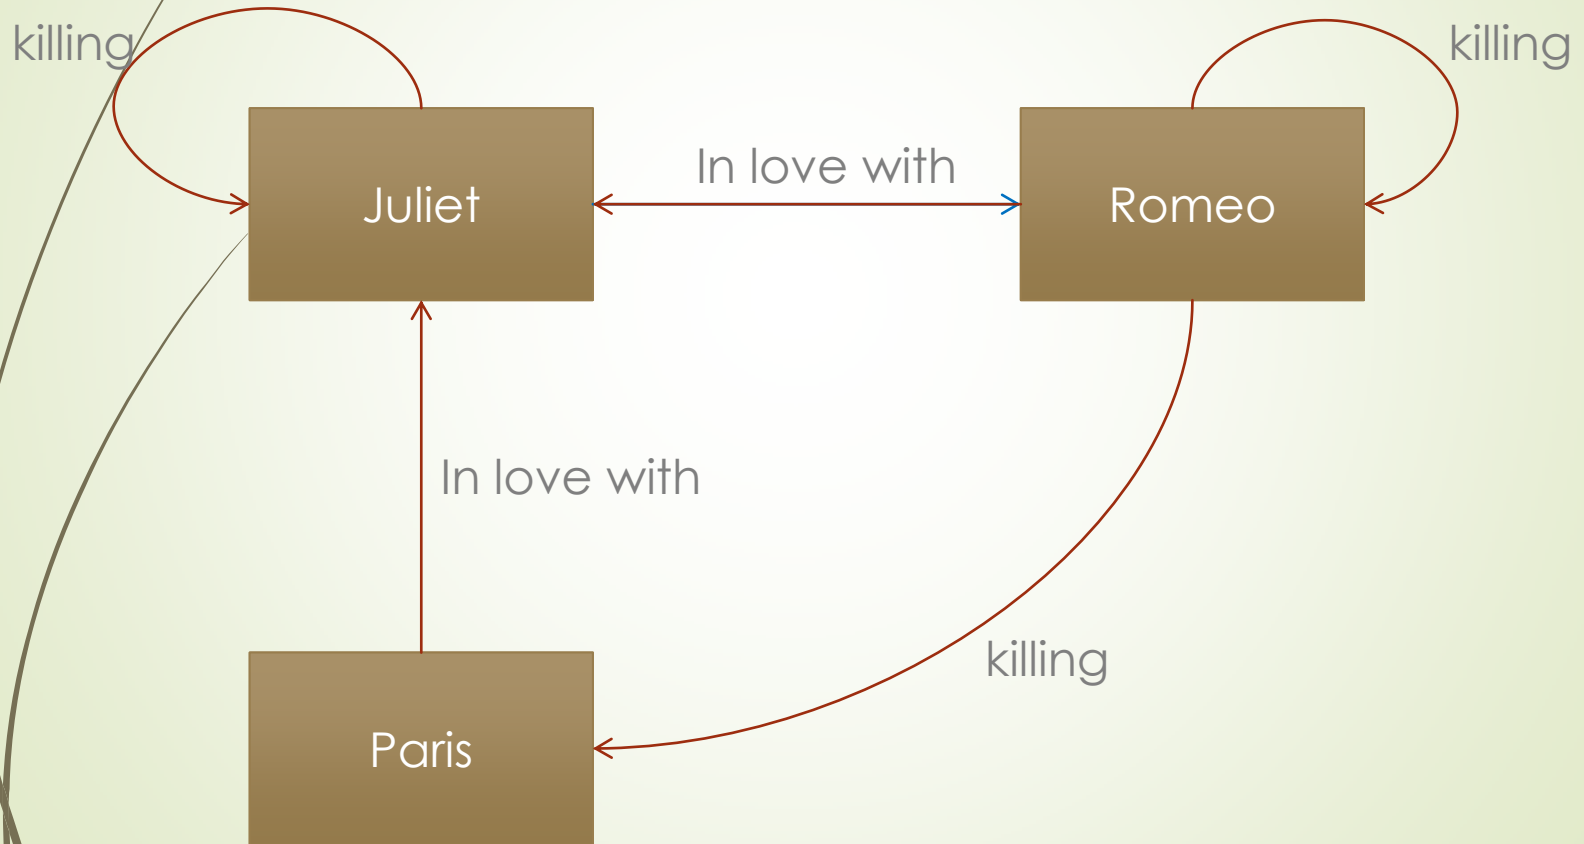 killing
killing
In love with
Juliet
Romeo
In love with
killing
Paris